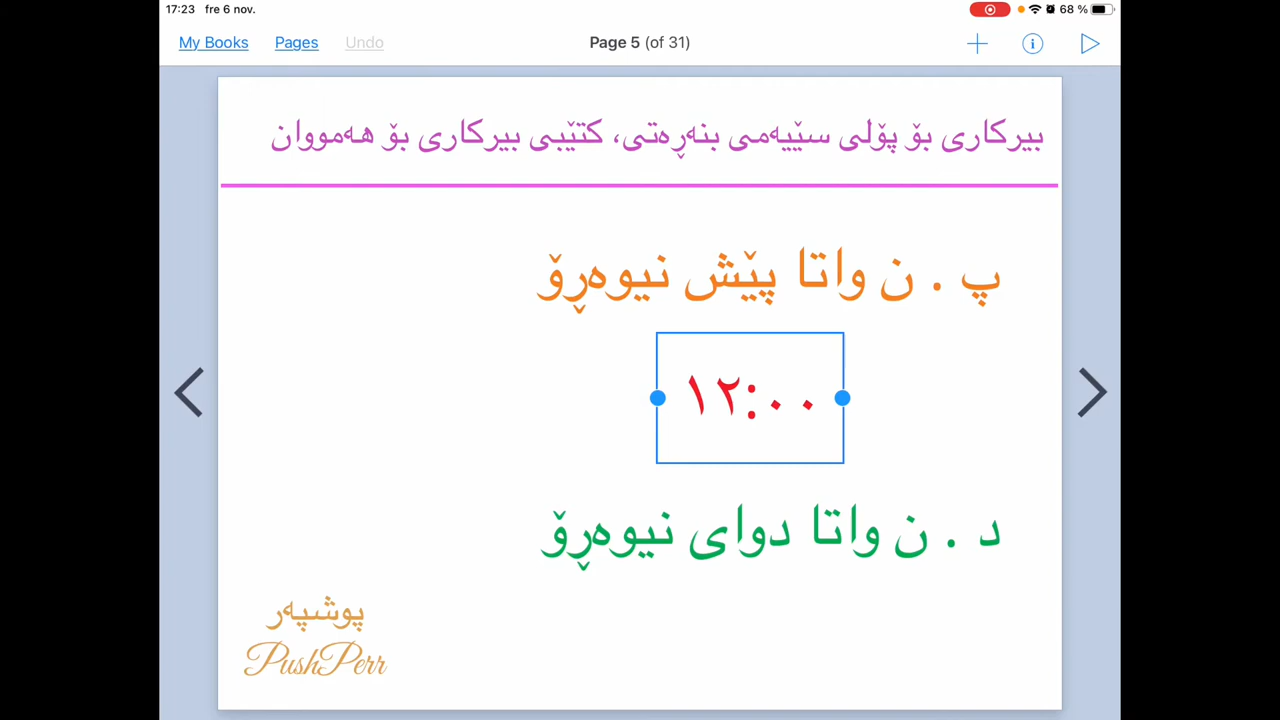 17:23 fre 6 nov. 68 %
My Books Pages Undo Page 5 (of 31)
بیرکاری بۆ پۆلی سێیەمی بنەڕەتی، کتێبی بیرکاری بۆ هەمووان
پ . ن واتا پێش نیوەڕۆ
١٢:٠٠
د . ن واتا دوای نیوەڕۆ
پوشپەر
PushPerr